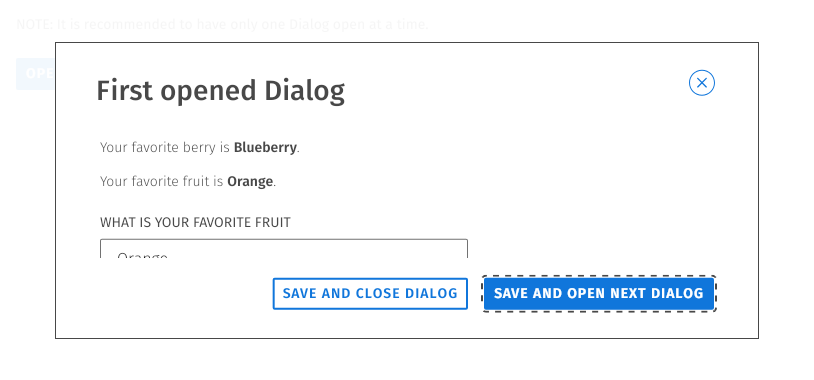 NOTE: It is recommended to have only one Dialog open at a time.
OPE
First opened Dialog
Your favorite berry is Blueberry.
Your favorite fruit is Orange.
WHAT IS YOUR FAVORITE FRUIT
Orange
SAVE AND CLOSE DIALOG
SAVE AND OPEN NEXT DIALOG